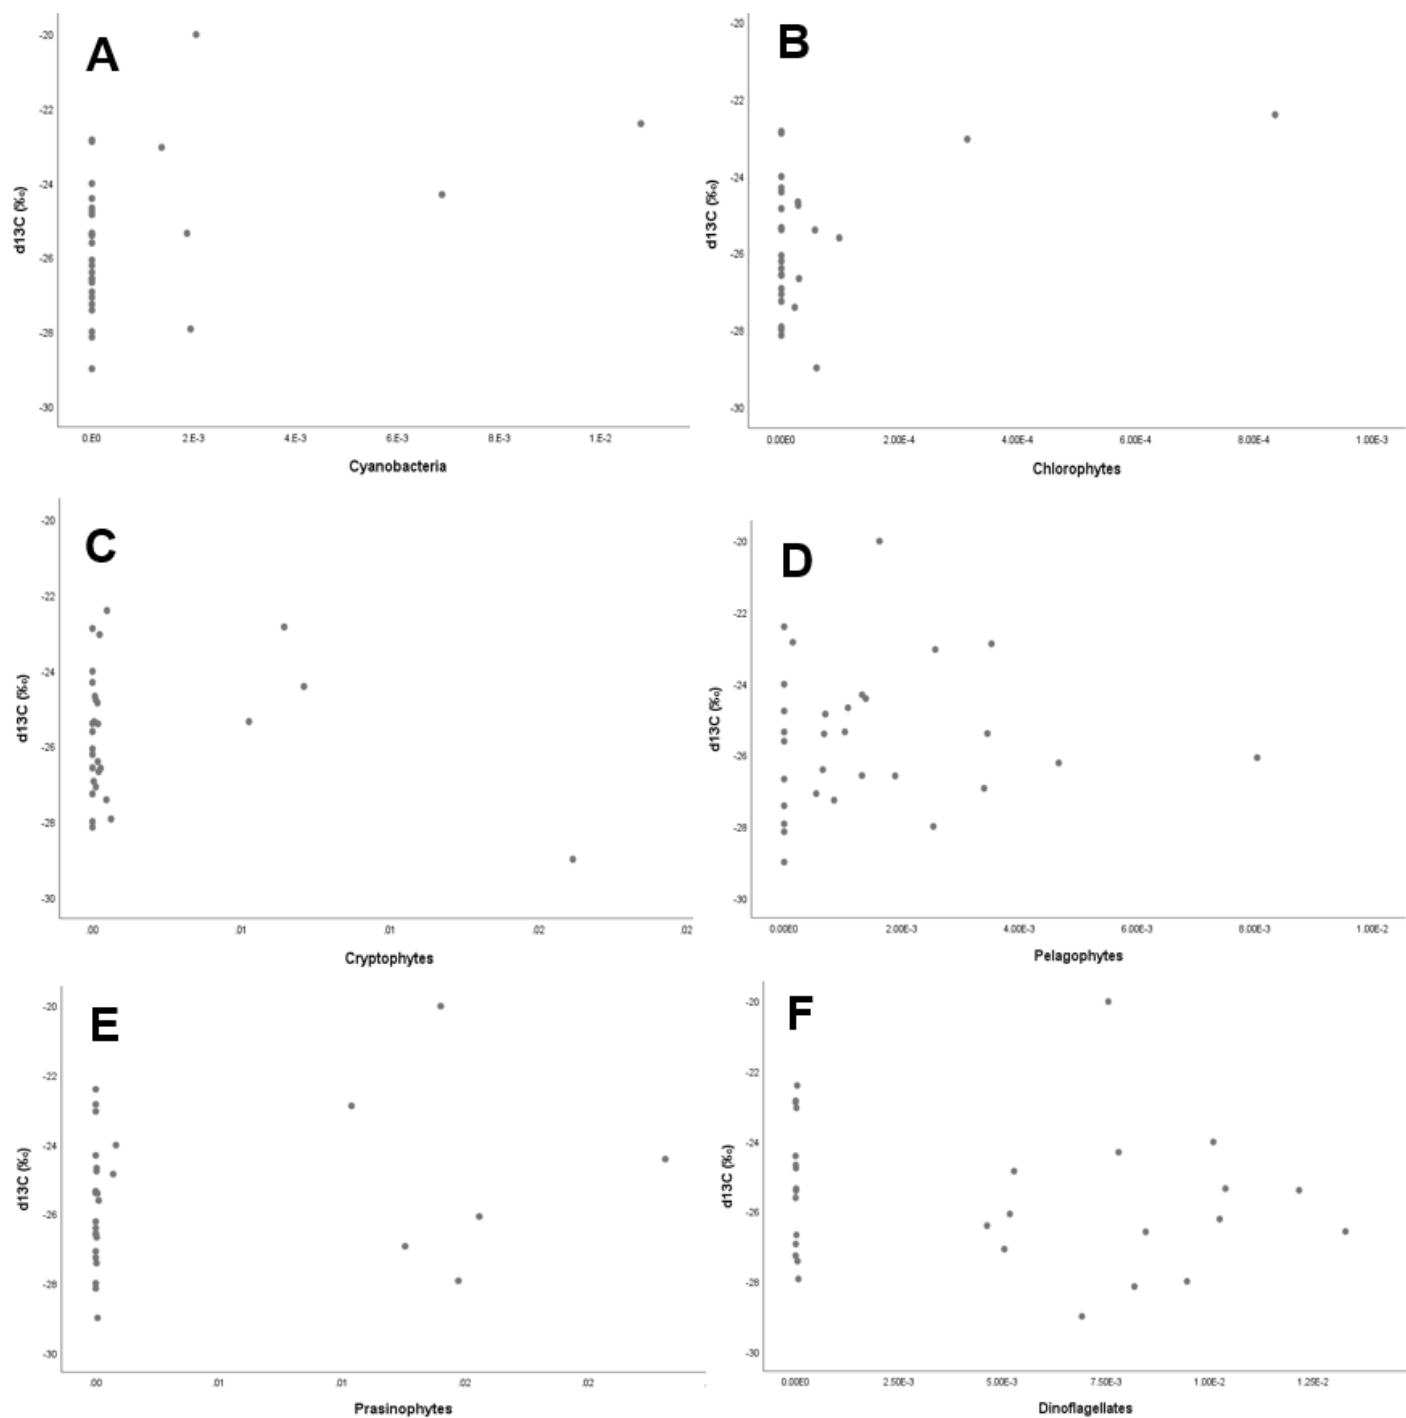 A
-20
-22
-24
-26
-28
-30
d13C (‰)
0.E0 2.E-3 4.E-3 6.E-3 8.E-3 1.E-2
Cyanobacteria
B
-20
-22
-24
-26
-28
-30
d13C (‰)
0.00E0 2.00E-4 4.00E-4 6.00E-4 8.00E-4 1.00E-3
Chlorophytes
C
-20
-22
-24
-26
-28
-30
d13C (‰)
.00 .01 .01 .02 .02
Cryptophytes
D
-20
-22
-24
-26
-28
-30
d13C (‰)
0.00E0 2.00E-3 4.00E-3 6.00E-3 8.00E-3 1.00E-2
Pelagophytes
E
-20
-22
-24
-26
-28
-30
d13C (‰)
.00 .01 .01 .02 .02
Prasinophytes
F
-20
-22
-24
-26
-28
-30
d13C (‰)
0.00E0 2.50E-3 5.00E-3 7.50E-3 1.00E-2 1.25E-2
Dinoflagellates